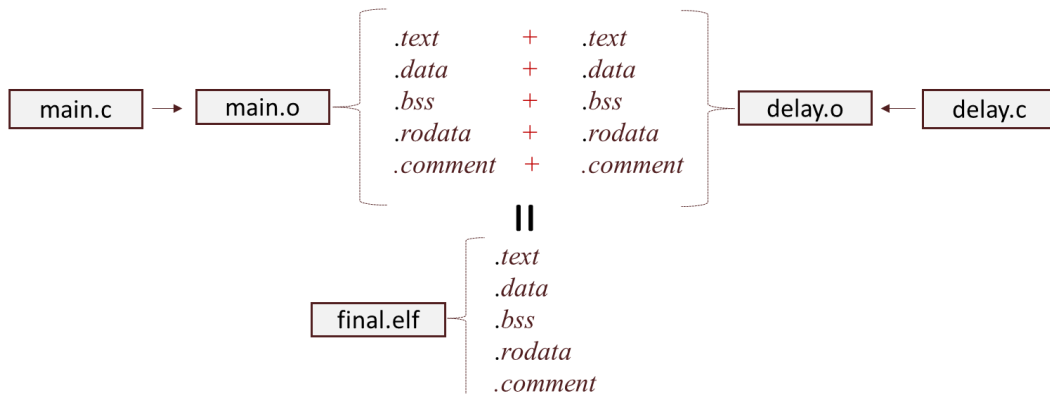 .text + .text
.data + .data
main.c main.o .bss + .bss delay.o delay.c
.rodata + .rodata
.comment + .comment
=
.text
.data
final.elf .bss
.rodata
.comment